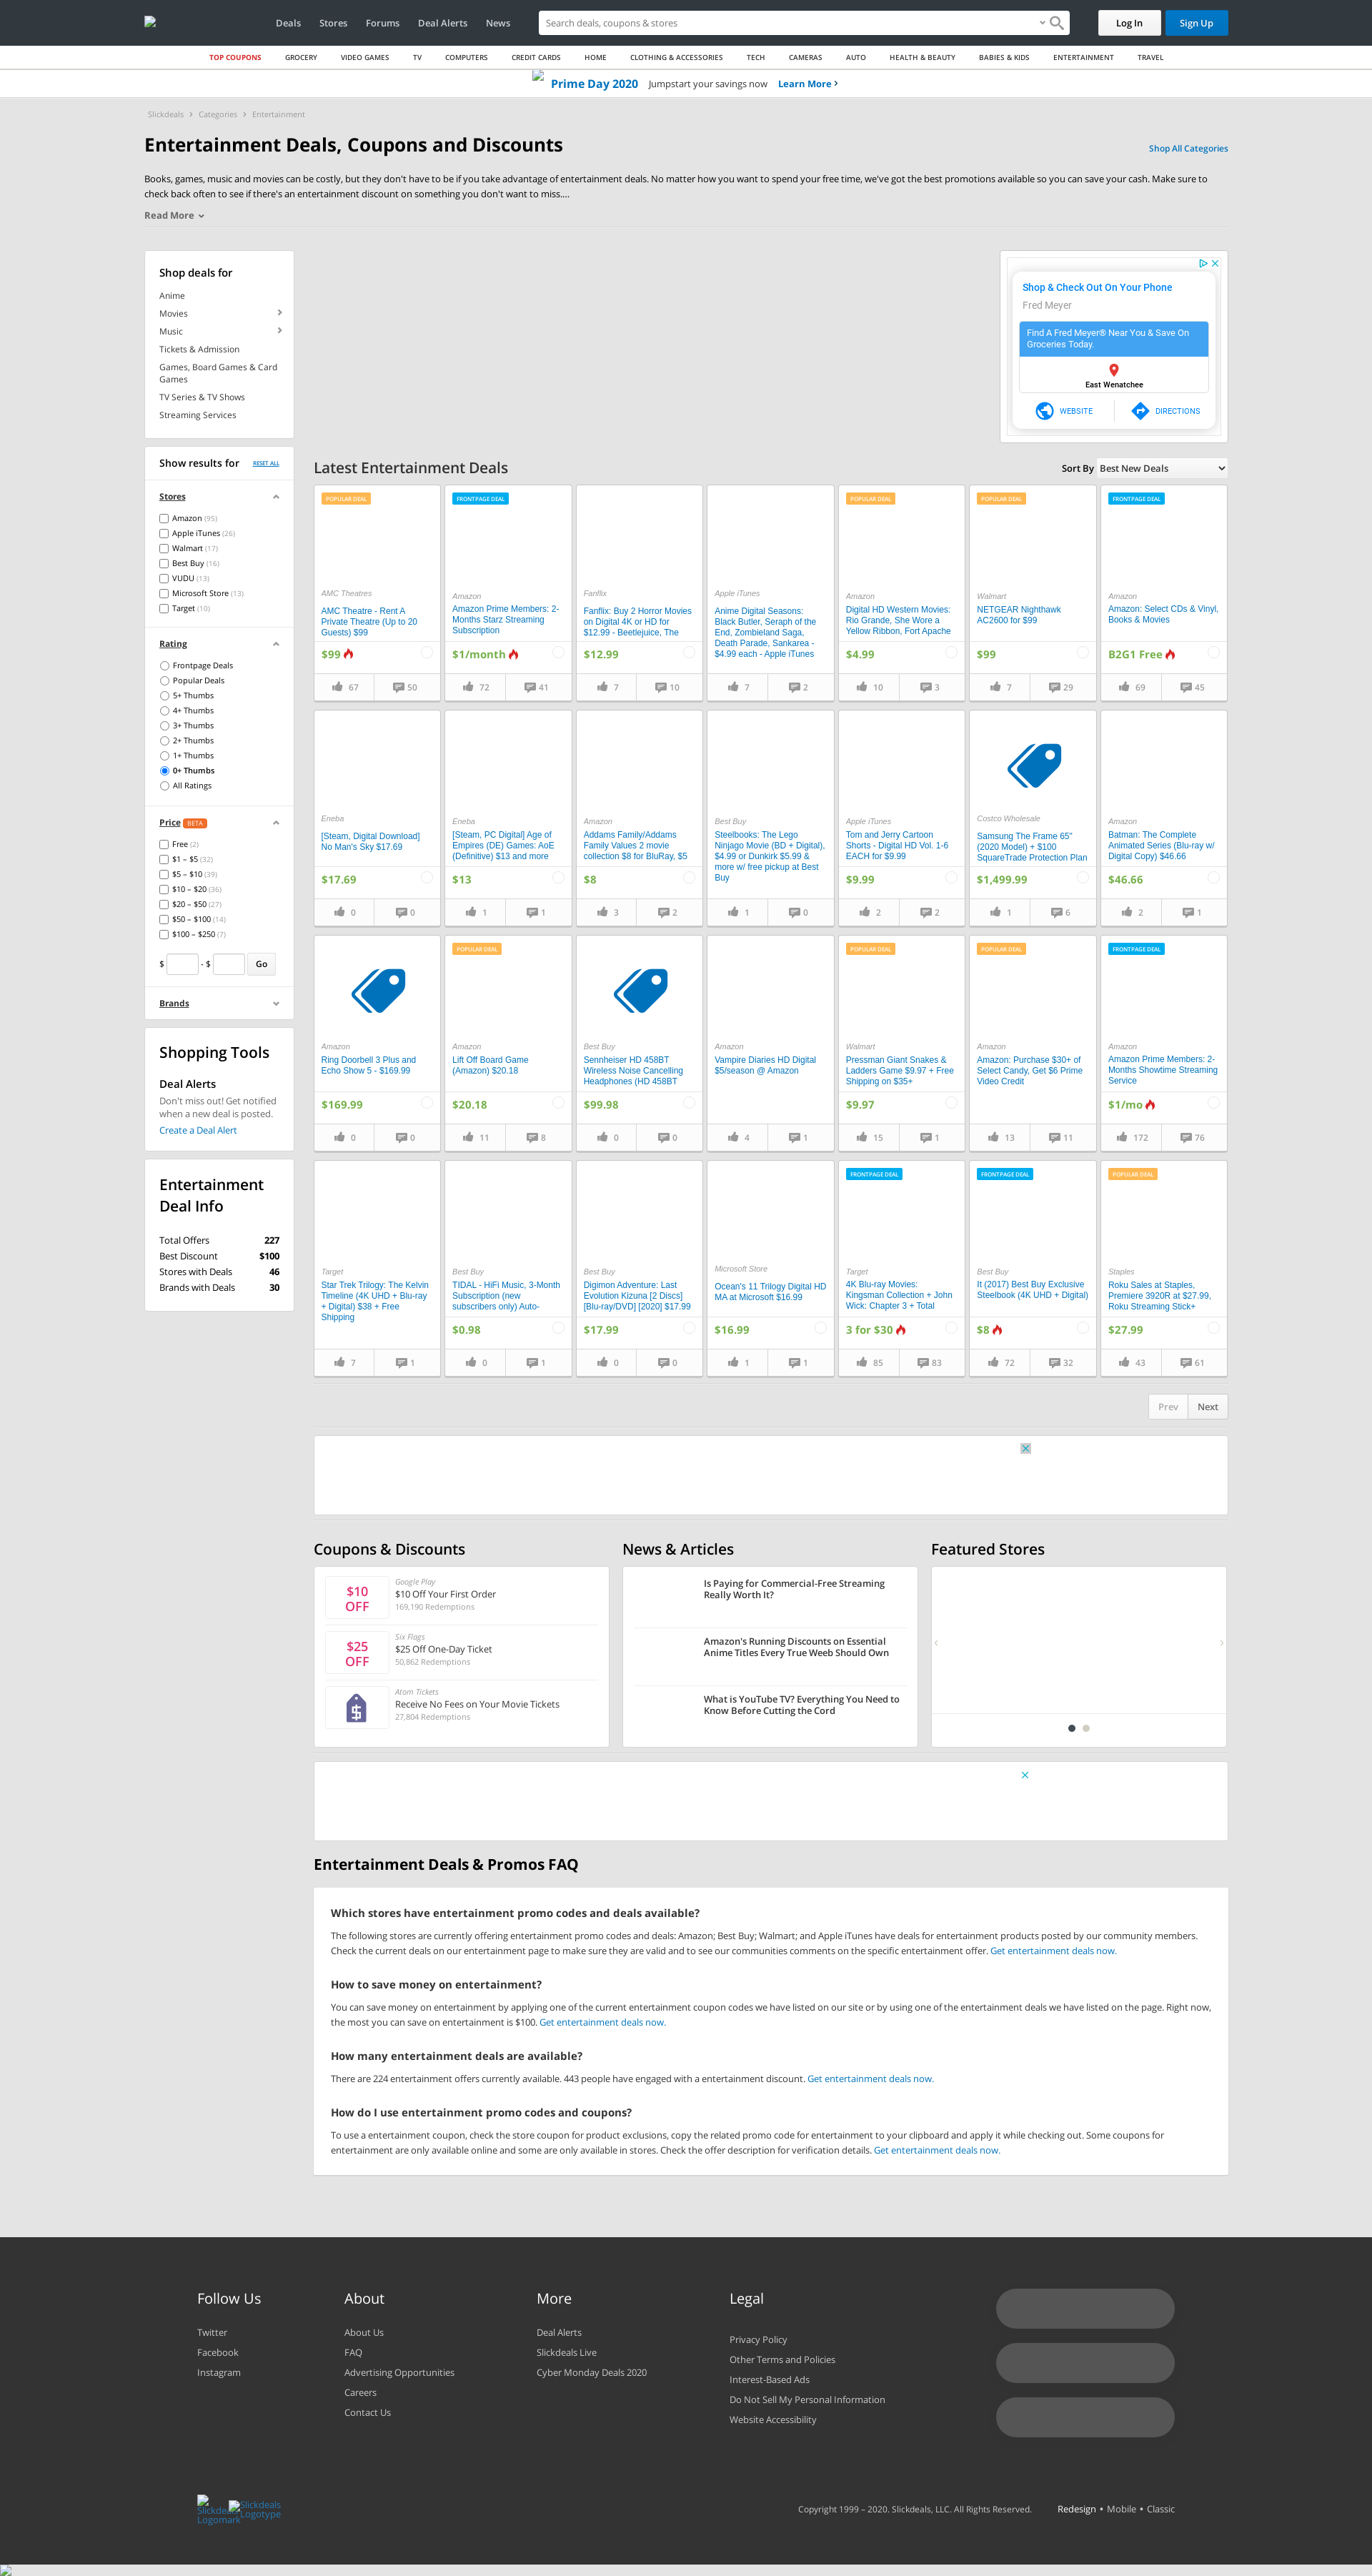 Deals
Stores
Forums
Deal Alerts
News
Search deals, coupons & stores
Log In
Sign Up
TOP COUPONS
GROCERY
VIDEO GAMES
TV
COMPUTERS
CREDIT CARDS
HOME
CLOTHING & ACCESSORIES
TECH
CAMERAS
AUTO
HEALTH & BEAUTY
BABIES & KIDS
ENTERTAINMENT
TRAVEL
Prime Day 2020 Jumpstart your savings now Learn More
Slickdeals > Categories > Entertainment
Entertainment Deals, Coupons and Discounts
Shop All Categories
Books, games, music and movies can be costly, but they don't have to be if you take advantage of entertainment deals. No matter how you want to spend your free time, we've got the best promotions available so you can save your cash. Make sure to
check back often to see if there's an entertainment discount on something you don't want to miss....
Read More
Shop deals for
Anime
Movies
Music
Tickets & Admission
Games, Board Games & Card
Games
TV Series & TV Shows
Streaming Services
Show results for
RESET ALL
Stores
Amazon (95)
Apple iTunes (26)
Walmart (17)
Best Buy (16)
VUDU (13)
Microsoft Store (13)
Target (10)
Rating
Frontpage Deals
Popular Deals
5+ Thumbs
4+ Thumbs
3+ Thumbs
2+ Thumbs
1+ Thumbs
0+ Thumbs
All Ratings
Price BETA
Free (2)
$1 – $5 (32)
$5 – $10 (39)
$10 – $20 (36)
$20 – $50 (27)
$50 – $100 (14)
$100 – $250 (7)
$ - $ Go
Brands
Shopping Tools
Deal Alerts
Don't miss out! Get notified
when a new deal is posted.
Create a Deal Alert
Entertainment
Deal Info
Total Offers 227
Best Discount $100
Stores with Deals 46
Brands with Deals 30
Shop & Check Out On Your Phone
Fred Meyer
Find A Fred Meyer® Near You & Save On
Groceries Today.
East Wenatchee
WEBSITE
DIRECTIONS
Latest Entertainment Deals
Sort By Best New Deals
POPULAR DEAL
AMC Theatres
AMC Theatre - Rent A
Private Theatre (Up to 20
Guests) $99
$99
67 50
FRONTPAGE DEAL
Amazon
Amazon Prime Members: 2-
Months Starz Streaming
Subscription
$1/month
72 41
Fanflix
Fanflix: Buy 2 Horror Movies
on Digital 4K or HD for
$12.99 - Beetlejuice, The
$12.99
7 10
Apple iTunes
Anime Digital Seasons:
Black Butler, Seraph of the
End, Zombieland Saga,
Death Parade, Sankarea -
$4.99 each - Apple iTunes
7 2
POPULAR DEAL
Amazon
Digital HD Western Movies:
Rio Grande, She Wore a
Yellow Ribbon, Fort Apache
$4.99
10 3
POPULAR DEAL
Walmart
NETGEAR Nighthawk
AC2600 for $99
$99
7 29
FRONTPAGE DEAL
Amazon
Amazon: Select CDs & Vinyl,
Books & Movies
B2G1 Free
69 45
Eneba
[Steam, Digital Download]
No Man's Sky $17.69
$17.69
0 0
Eneba
[Steam, PC Digital] Age of
Empires (DE) Games: AoE
(Definitive) $13 and more
$13
1 1
Amazon
Addams Family/Addams
Family Values 2 movie
collection $8 for BluRay, $5
$8
3 2
Best Buy
Steelbooks: The Lego
Ninjago Movie (BD + Digital),
$4.99 or Dunkirk $5.99 &
more w/ free pickup at Best
Buy
1 0
Apple iTunes
Tom and Jerry Cartoon
Shorts - Digital HD Vol. 1-6
EACH for $9.99
$9.99
2 2
Costco Wholesale
Samsung The Frame 65"
(2020 Model) + $100
SquareTrade Protection Plan
$1,499.99
1 6
Amazon
Batman: The Complete
Animated Series (Blu-ray w/
Digital Copy) $46.66
$46.66
2 1
Amazon
Ring Doorbell 3 Plus and
Echo Show 5 - $169.99
$169.99
0 0
POPULAR DEAL
Amazon
Lift Off Board Game
(Amazon) $20.18
$20.18
11 8
Best Buy
Sennheiser HD 458BT
Wireless Noise Cancelling
Headphones (HD 458BT
$99.98
0 0
Amazon
Vampire Diaries HD Digital
$5/season @ Amazon
4 1
POPULAR DEAL
Walmart
Pressman Giant Snakes &
Ladders Game $9.97 + Free
Shipping on $35+
$9.97
15 1
POPULAR DEAL
Amazon
Amazon: Purchase $30+ of
Select Candy, Get $6 Prime
Video Credit
13 11
FRONTPAGE DEAL
Amazon
Amazon Prime Members: 2-
Months Showtime Streaming
Service
$1/mo
172 76
Target
Star Trek Trilogy: The Kelvin
Timeline (4K UHD + Blu-ray
+ Digital) $38 + Free
Shipping
7 1
Best Buy
TIDAL - HiFi Music, 3-Month
Subscription (new
subscribers only) Auto-
$0.98
0 1
Best Buy
Digimon Adventure: Last
Evolution Kizuna [2 Discs]
[Blu-ray/DVD] [2020] $17.99
$17.99
0 0
Microsoft Store
Ocean's 11 Trilogy Digital HD
MA at Microsoft $16.99
$16.99
1 1
FRONTPAGE DEAL
Target
4K Blu-ray Movies:
Kingsman Collection + John
Wick: Chapter 3 + Total
3 for $30
85 83
FRONTPAGE DEAL
Best Buy
It (2017) Best Buy Exclusive
Steelbook (4K UHD + Digital)
$8
72 32
POPULAR DEAL
Staples
Roku Sales at Staples,
Premiere 3920R at $27.99,
Roku Streaming Stick+
$27.99
43 61
Prev Next
Coupons & Discounts
$10
OFF
Google Play
$10 Off Your First Order
169,190 Redemptions
$25
OFF
Six Flags
$25 Off One-Day Ticket
50,862 Redemptions
Atom Tickets
Receive No Fees on Your Movie Tickets
27,804 Redemptions
News & Articles
Is Paying for Commercial-Free Streaming
Really Worth It?
Amazon's Running Discounts on Essential
Anime Titles Every True Weeb Should Own
What is YouTube TV? Everything You Need to
Know Before Cutting the Cord
Featured Stores
Entertainment Deals & Promos FAQ
Which stores have entertainment promo codes and deals available?
The following stores are currently offering entertainment promo codes and deals: Amazon; Best Buy; Walmart; and Apple iTunes have deals for entertainment products posted by our community members.
Check the current deals on our entertainment page to make sure they are valid and to see our communities comments on the specific entertainment offer. Get entertainment deals now.
How to save money on entertainment?
You can save money on entertainment by applying one of the current entertainment coupon codes we have listed on our site or by using one of the entertainment deals we have listed on the page. Right now,
the most you can save on entertainment is $100. Get entertainment deals now.
How many entertainment deals are available?
There are 224 entertainment offers currently available. 443 people have engaged with a entertainment discount. Get entertainment deals now.
How do I use entertainment promo codes and coupons?
To use a entertainment coupon, check the store coupon for product exclusions, copy the related promo code for entertainment to your clipboard and apply it while checking out. Some coupons for
entertainment are only available online and some are only available in stores. Check the offer description for verification details. Get entertainment deals now.
Follow Us
Twitter
Facebook
Instagram
About
About Us
FAQ
Advertising Opportunities
Careers
Contact Us
More
Deal Alerts
Slickdeals Live
Cyber Monday Deals 2020
Legal
Privacy Policy
Other Terms and Policies
Interest-Based Ads
Do Not Sell My Personal Information
Website Accessibility
Slickdeals
Logomark
Slickdeals
Logotype
Copyright 1999 – 2020. Slickdeals, LLC. All Rights Reserved.
Redesign • Mobile • Classic